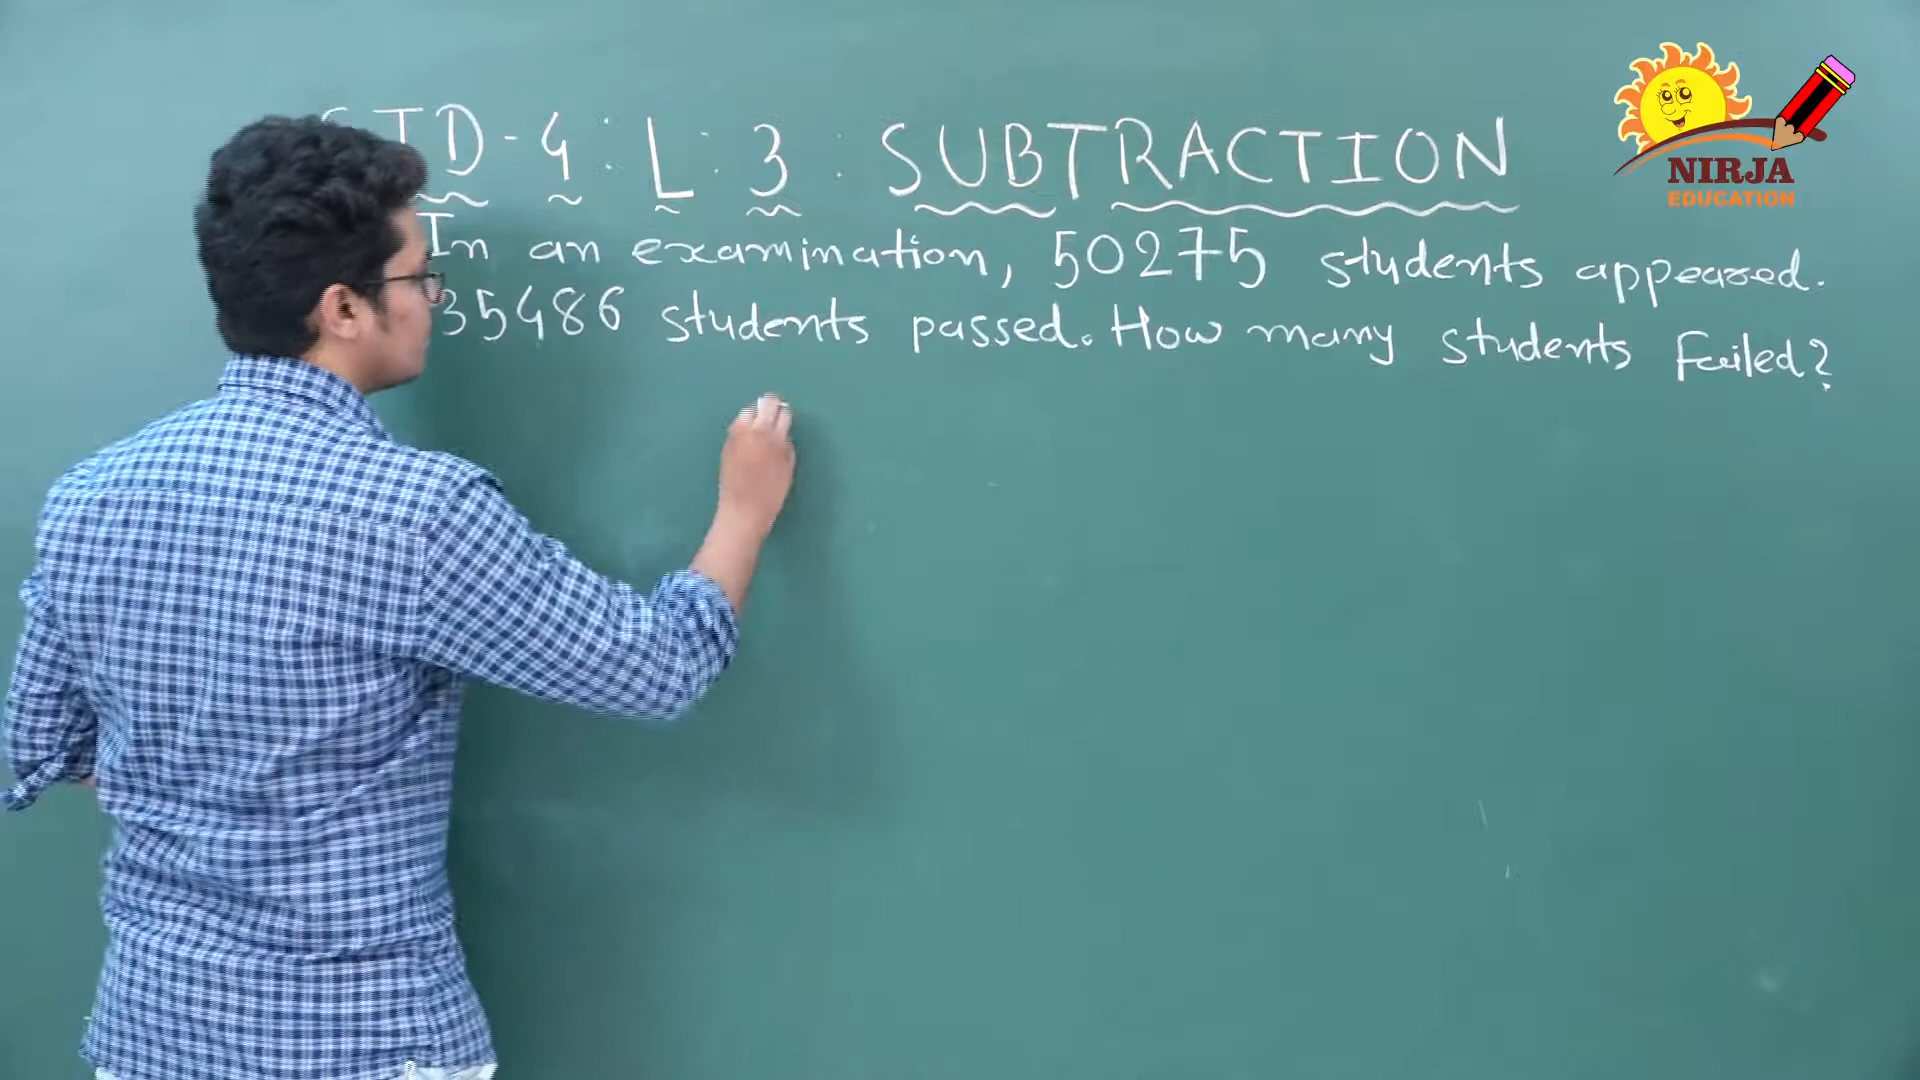 STD-4: L: 3: SUBTRACTION
In an examination, 50275 students appeared.
35486 students passed. How many students Failed?
NIRJA
EDUCATION